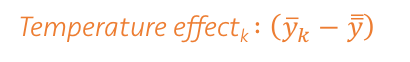 Temperature effectₖ: (ȳₖ − y̿)